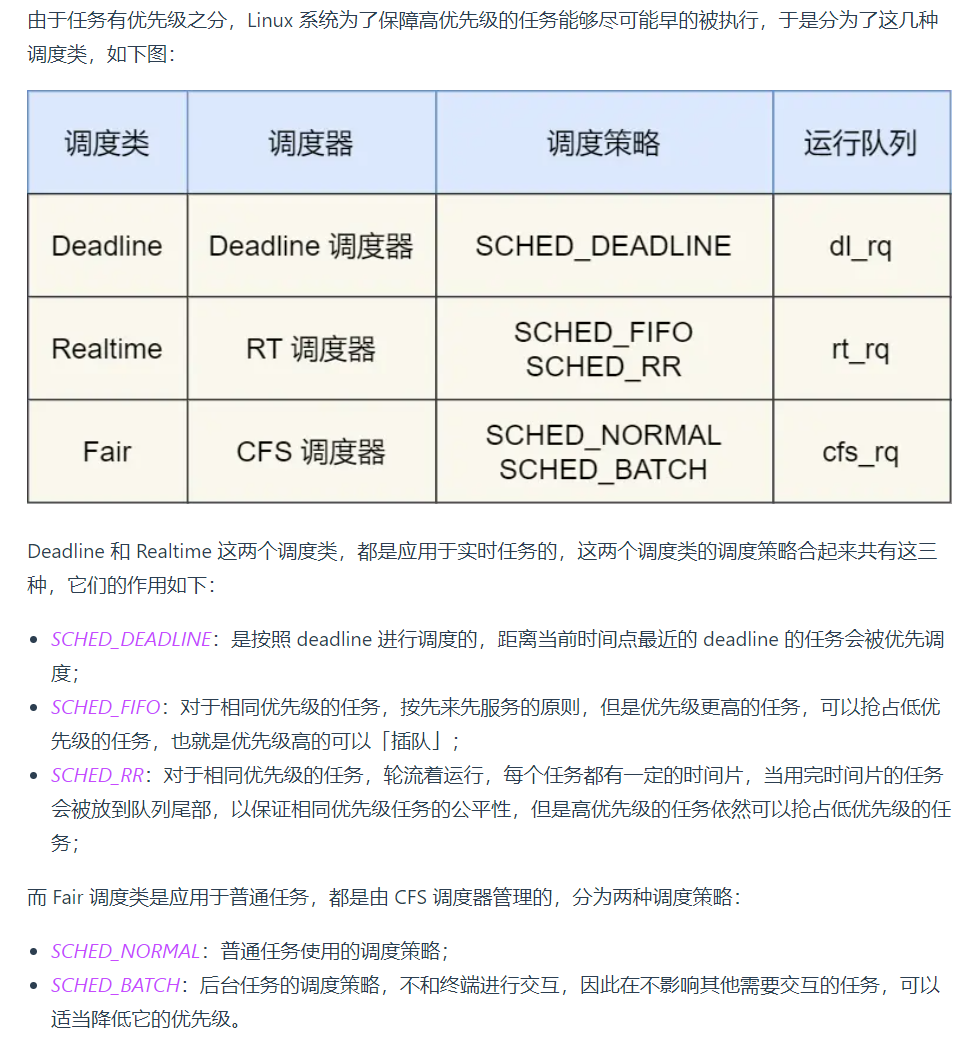 由于任务有优先级之分，Linux 系统为了保障高优先级的任务能够尽可能早的被执行，于是分为了这几种
调度类，如下图：
调度类 调度器 调度策略 运行队列
Deadline Deadline 调度器 SCHED_DEADLINE dl_rq
Realtime RT 调度器 SCHED_FIFO rt_rq
SCHED_RR
Fair CFS 调度器 SCHED_NORMAL cfs_rq
SCHED_BATCH
Deadline 和 Realtime 这两个调度类，都是应用于实时任务的，这两个调度类的调度策略合起来共有这三
种，它们的作用如下：
• SCHED_DEADLINE：是按照 deadline 进行调度的，距离当前时间点最近的 deadline 的任务会被优先调
度；
• SCHED_FIFO：对于相同优先级的任务，按先来先服务的原则，但是优先级更高的任务，可以抢占低优
先级的任务，也就是优先级高的可以「插队」；
• SCHED_RR：对于相同优先级的任务，轮流着运行，每个任务都有一定的时间片，当用完时间片的任务
会被放到队列尾部，以保证相同优先级任务的公平性，但是高优先级的任务依然可以抢占低优先级的任
务；
而 Fair 调度类是应用于普通任务，都是由 CFS 调度器管理的，分为两种调度策略：
• SCHED_NORMAL：普通任务使用的调度策略；
• SCHED_BATCH：后台任务的调度策略，不和终端进行交互，因此在不影响其他需要交互的任务，可以
适当降低它的优先级。